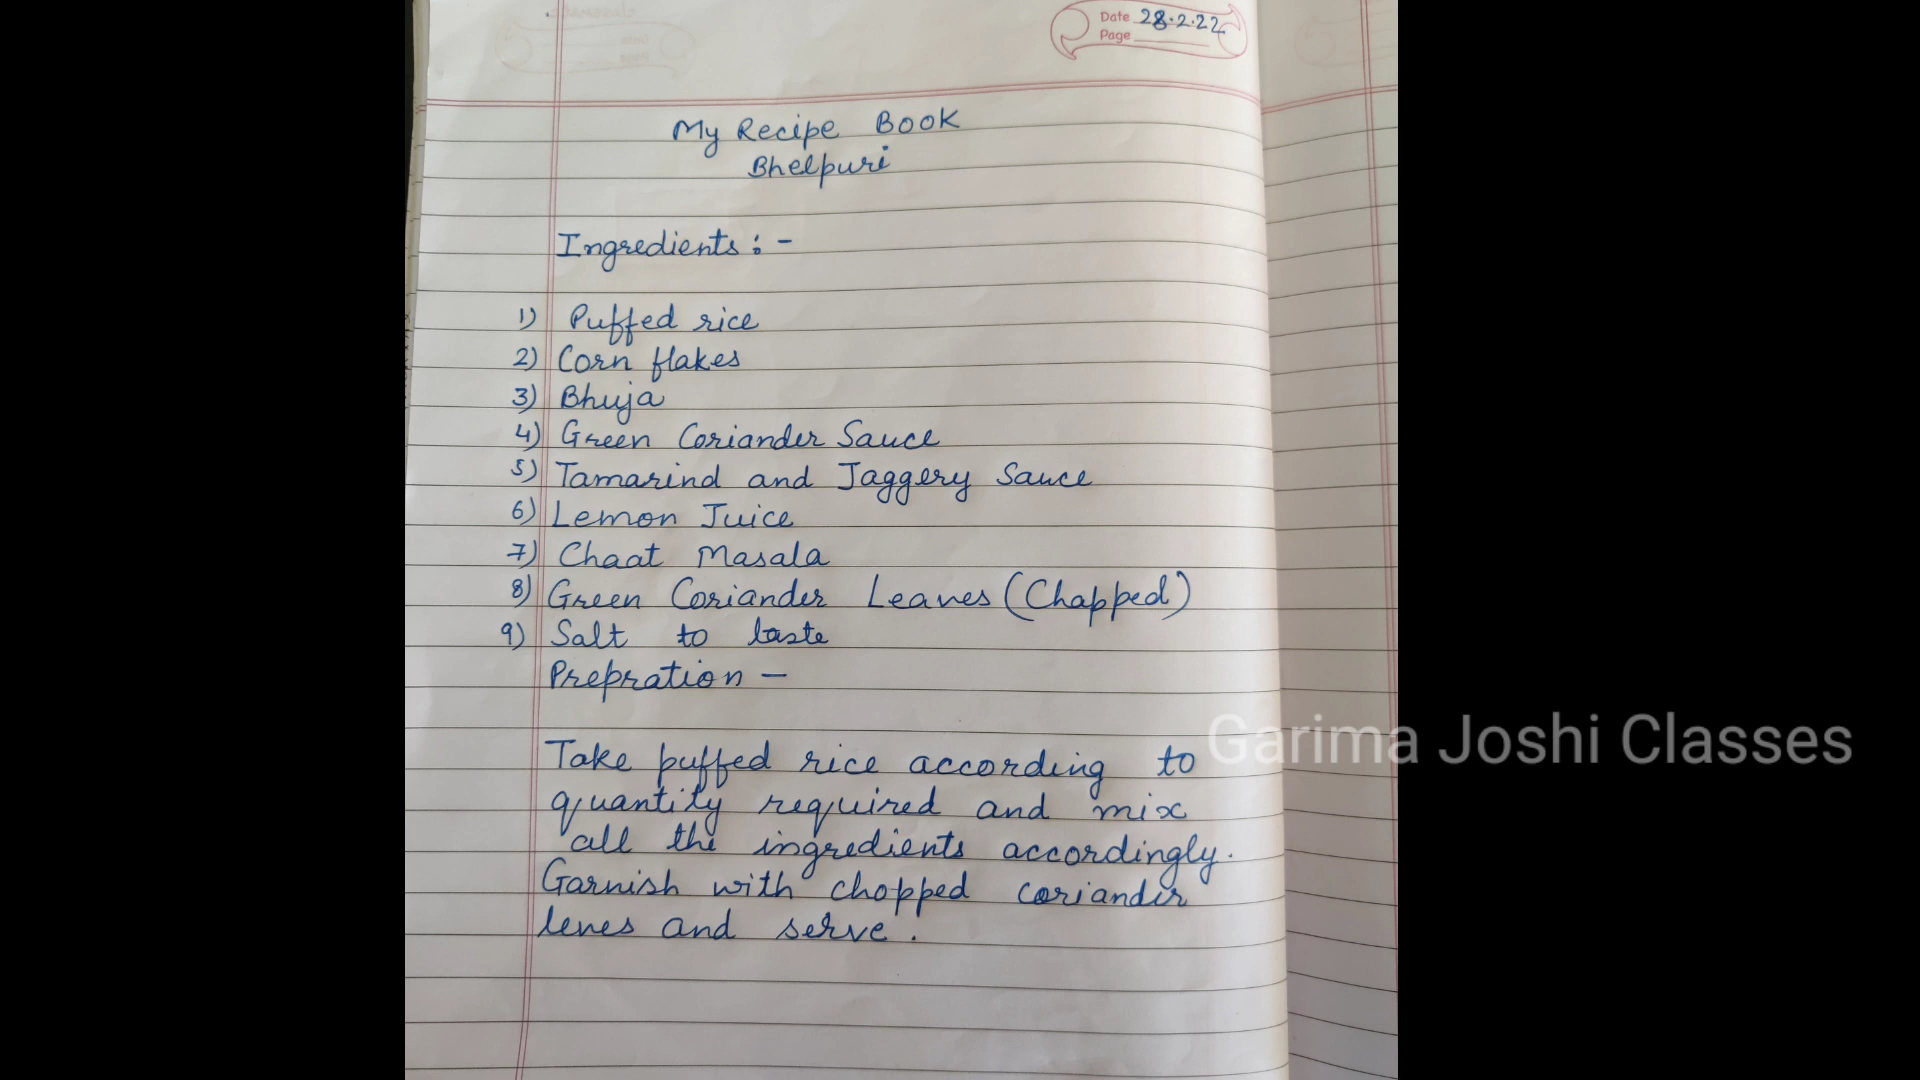 Date 28.2.22
Page
My Recipe Book
Bhelpuri
Ingredients : -
1) Puffed rice
2) Corn flakes
3) Bhuja
4) Green Coriander Sauce
5) Tamarind and Jaggery Sauce
6) Lemon Juice
7) Chaat Masala
8) Green Coriander Leaves (Chapped)
9) Salt to taste
Prepration -
Take puffed rice according to
quantity required and mix
all the ingredients accordingly.
Garnish with chopped coriander
leves and serve.
Garima Joshi Classes